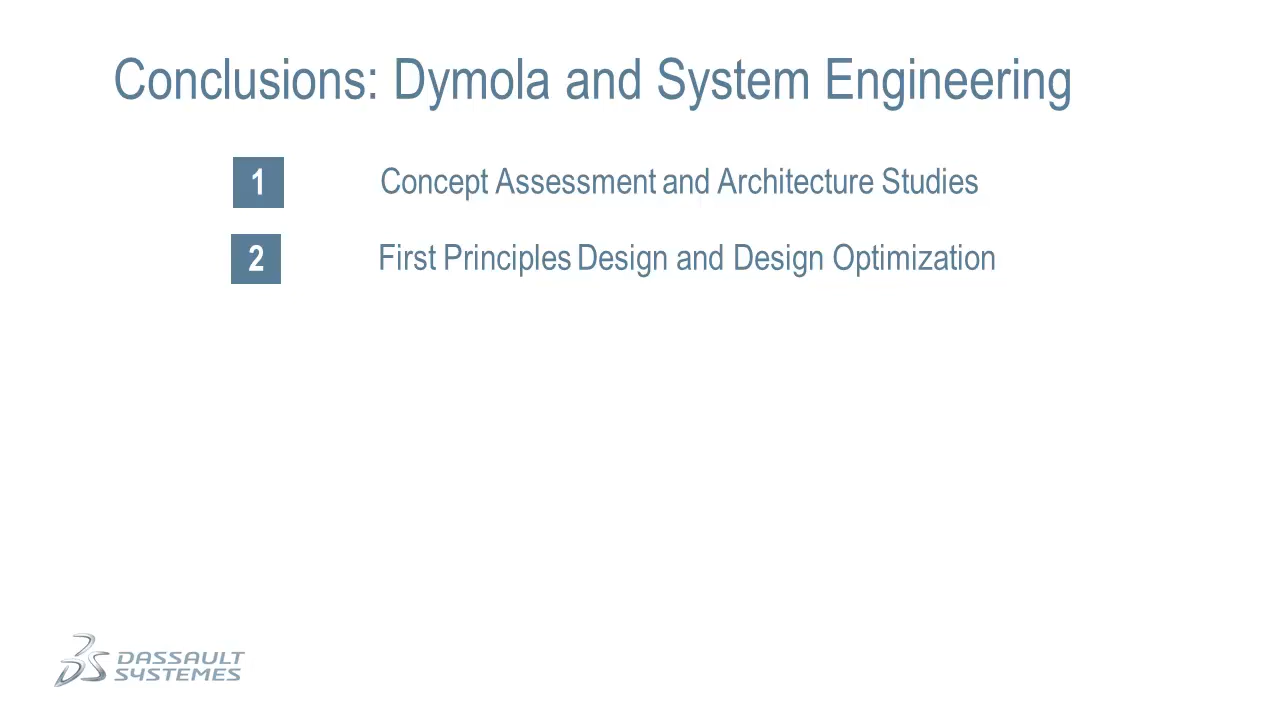 Conclusions: Dymola and System Engineering
1 Concept Assessment and Architecture Studies
2 First Principles Design and Design Optimization
DASSAULT
SYSTEMES